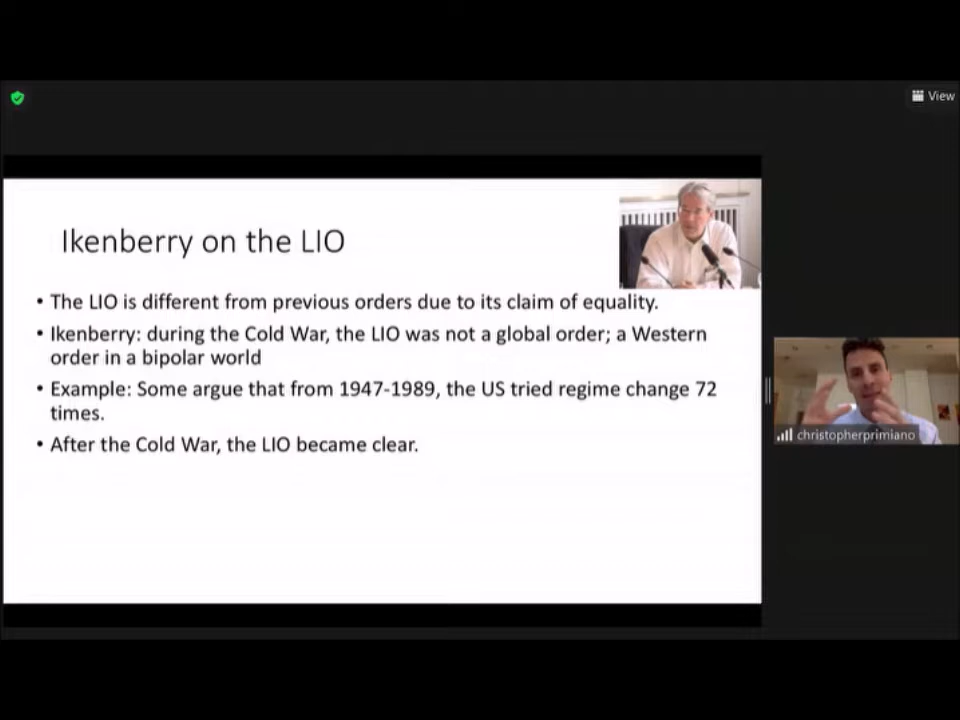 View
Ikenberry on the LIO
• The LIO is different from previous orders due to its claim of equality.
• Ikenberry: during the Cold War, the LIO was not a global order; a Western
order in a bipolar world
• Example: Some argue that from 1947-1989, the US tried regime change 72
times.
• After the Cold War, the LIO became clear.
christopherprimiano